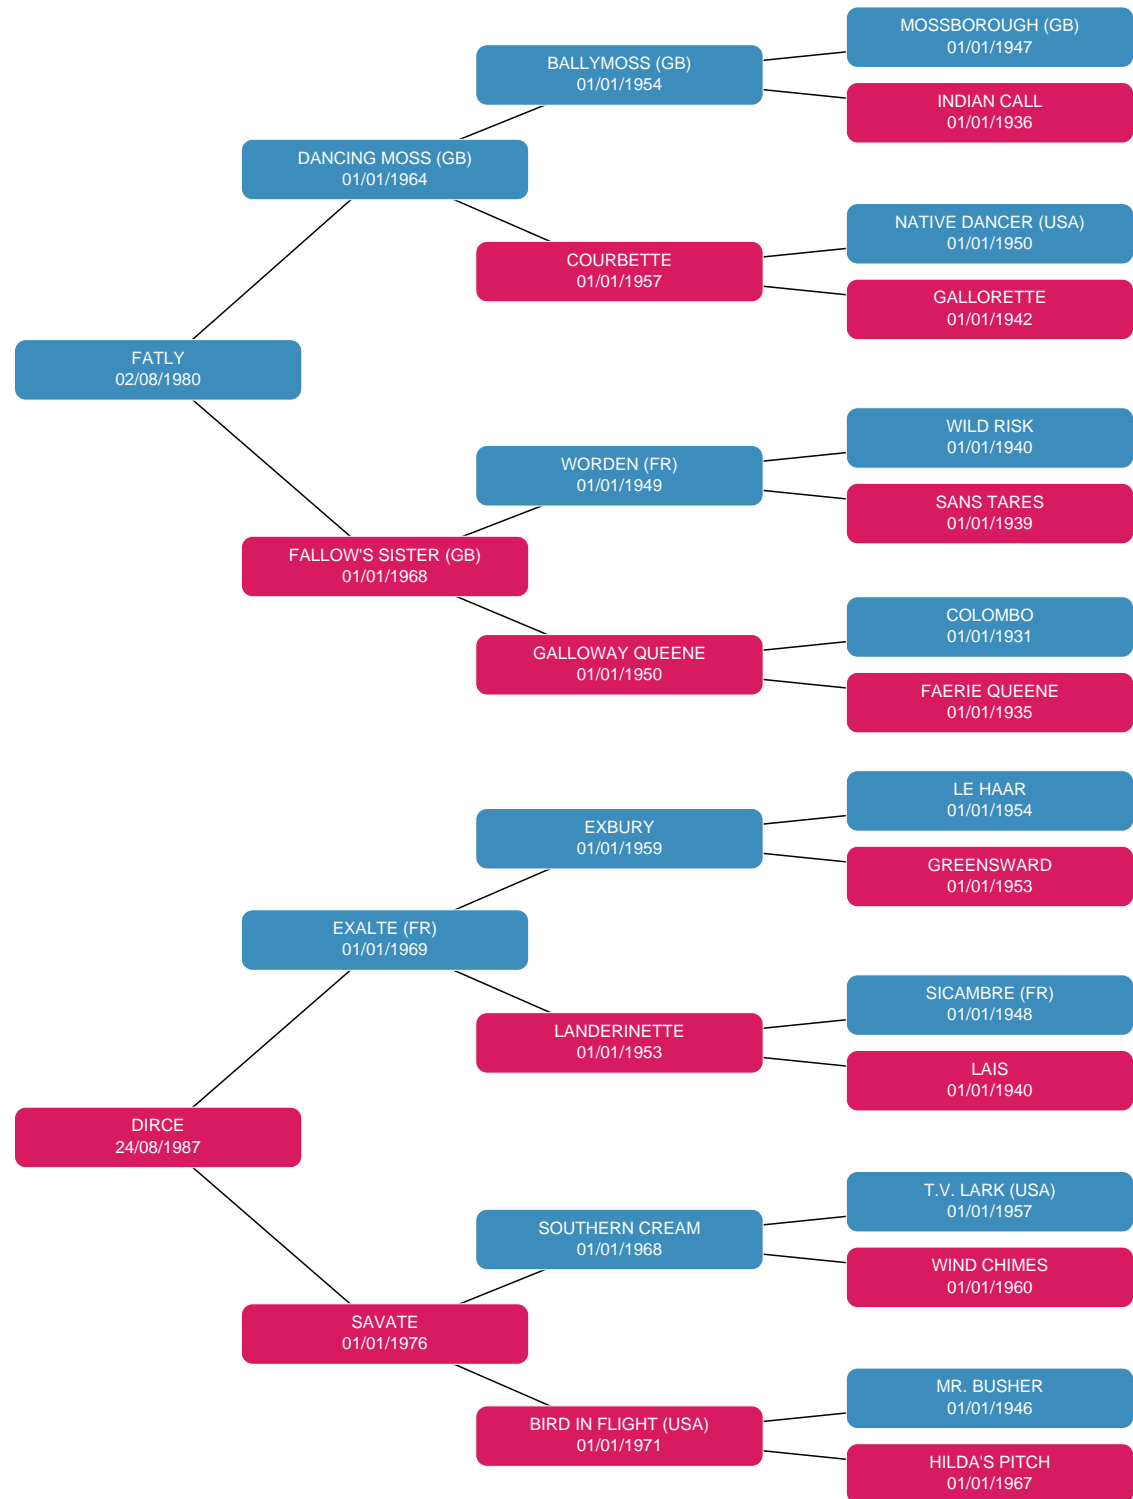 MOSSBOROUGH (GB)
01/01/1947
BALLYMOSS (GB)
01/01/1954
INDIAN CALL
01/01/1936
DANCING MOSS (GB)
01/01/1964
NATIVE DANCER (USA)
01/01/1950
COURBETTE
01/01/1957
GALLORETTE
01/01/1942
FATLY
02/08/1980
WILD RISK
01/01/1940
WORDEN (FR)
01/01/1949
SANS TARES
01/01/1939
FALLOW'S SISTER (GB)
01/01/1968
COLOMBO
01/01/1931
GALLOWAY QUEENE
01/01/1950
FAERIE QUEENE
01/01/1935
LE HAAR
01/01/1954
EXBURY
01/01/1959
GREENSWARD
01/01/1953
EXALTE (FR)
01/01/1969
SICAMBRE (FR)
01/01/1948
LANDERINETTE
01/01/1953
LAIS
01/01/1940
DIRCE
24/08/1987
T.V. LARK (USA)
01/01/1957
SOUTHERN CREAM
01/01/1968
WIND CHIMES
01/01/1960
SAVATE
01/01/1976
MR. BUSHER
01/01/1946
BIRD IN FLIGHT (USA)
01/01/1971
HILDA'S PITCH
01/01/1967